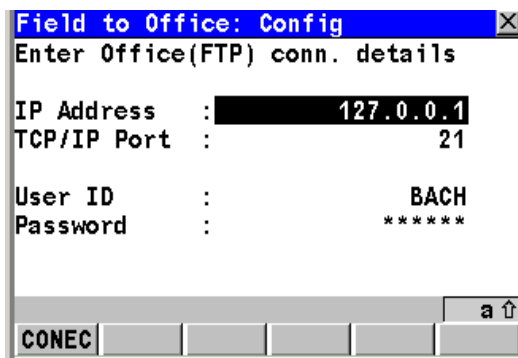 Field to Office: Config
Enter Office(FTP) conn. details
IP Address : 127.0.0.1
TCP/IP Port : 21
User ID : BACH
Password : ******
a ⇧
CONEC